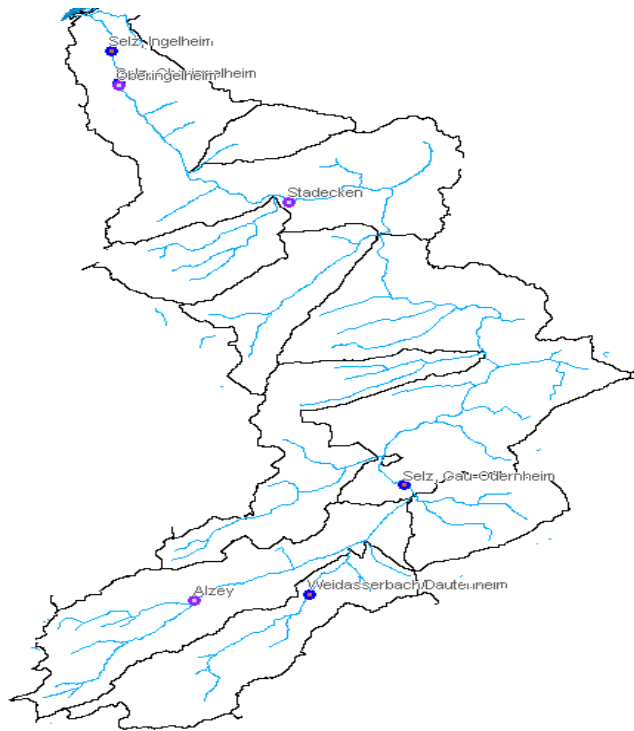 Selz, Ingelheim
Oberingelheim
Stadecken
Selz, Gau-Odernheim
Alzey
Weidasserbach/Dautenheim